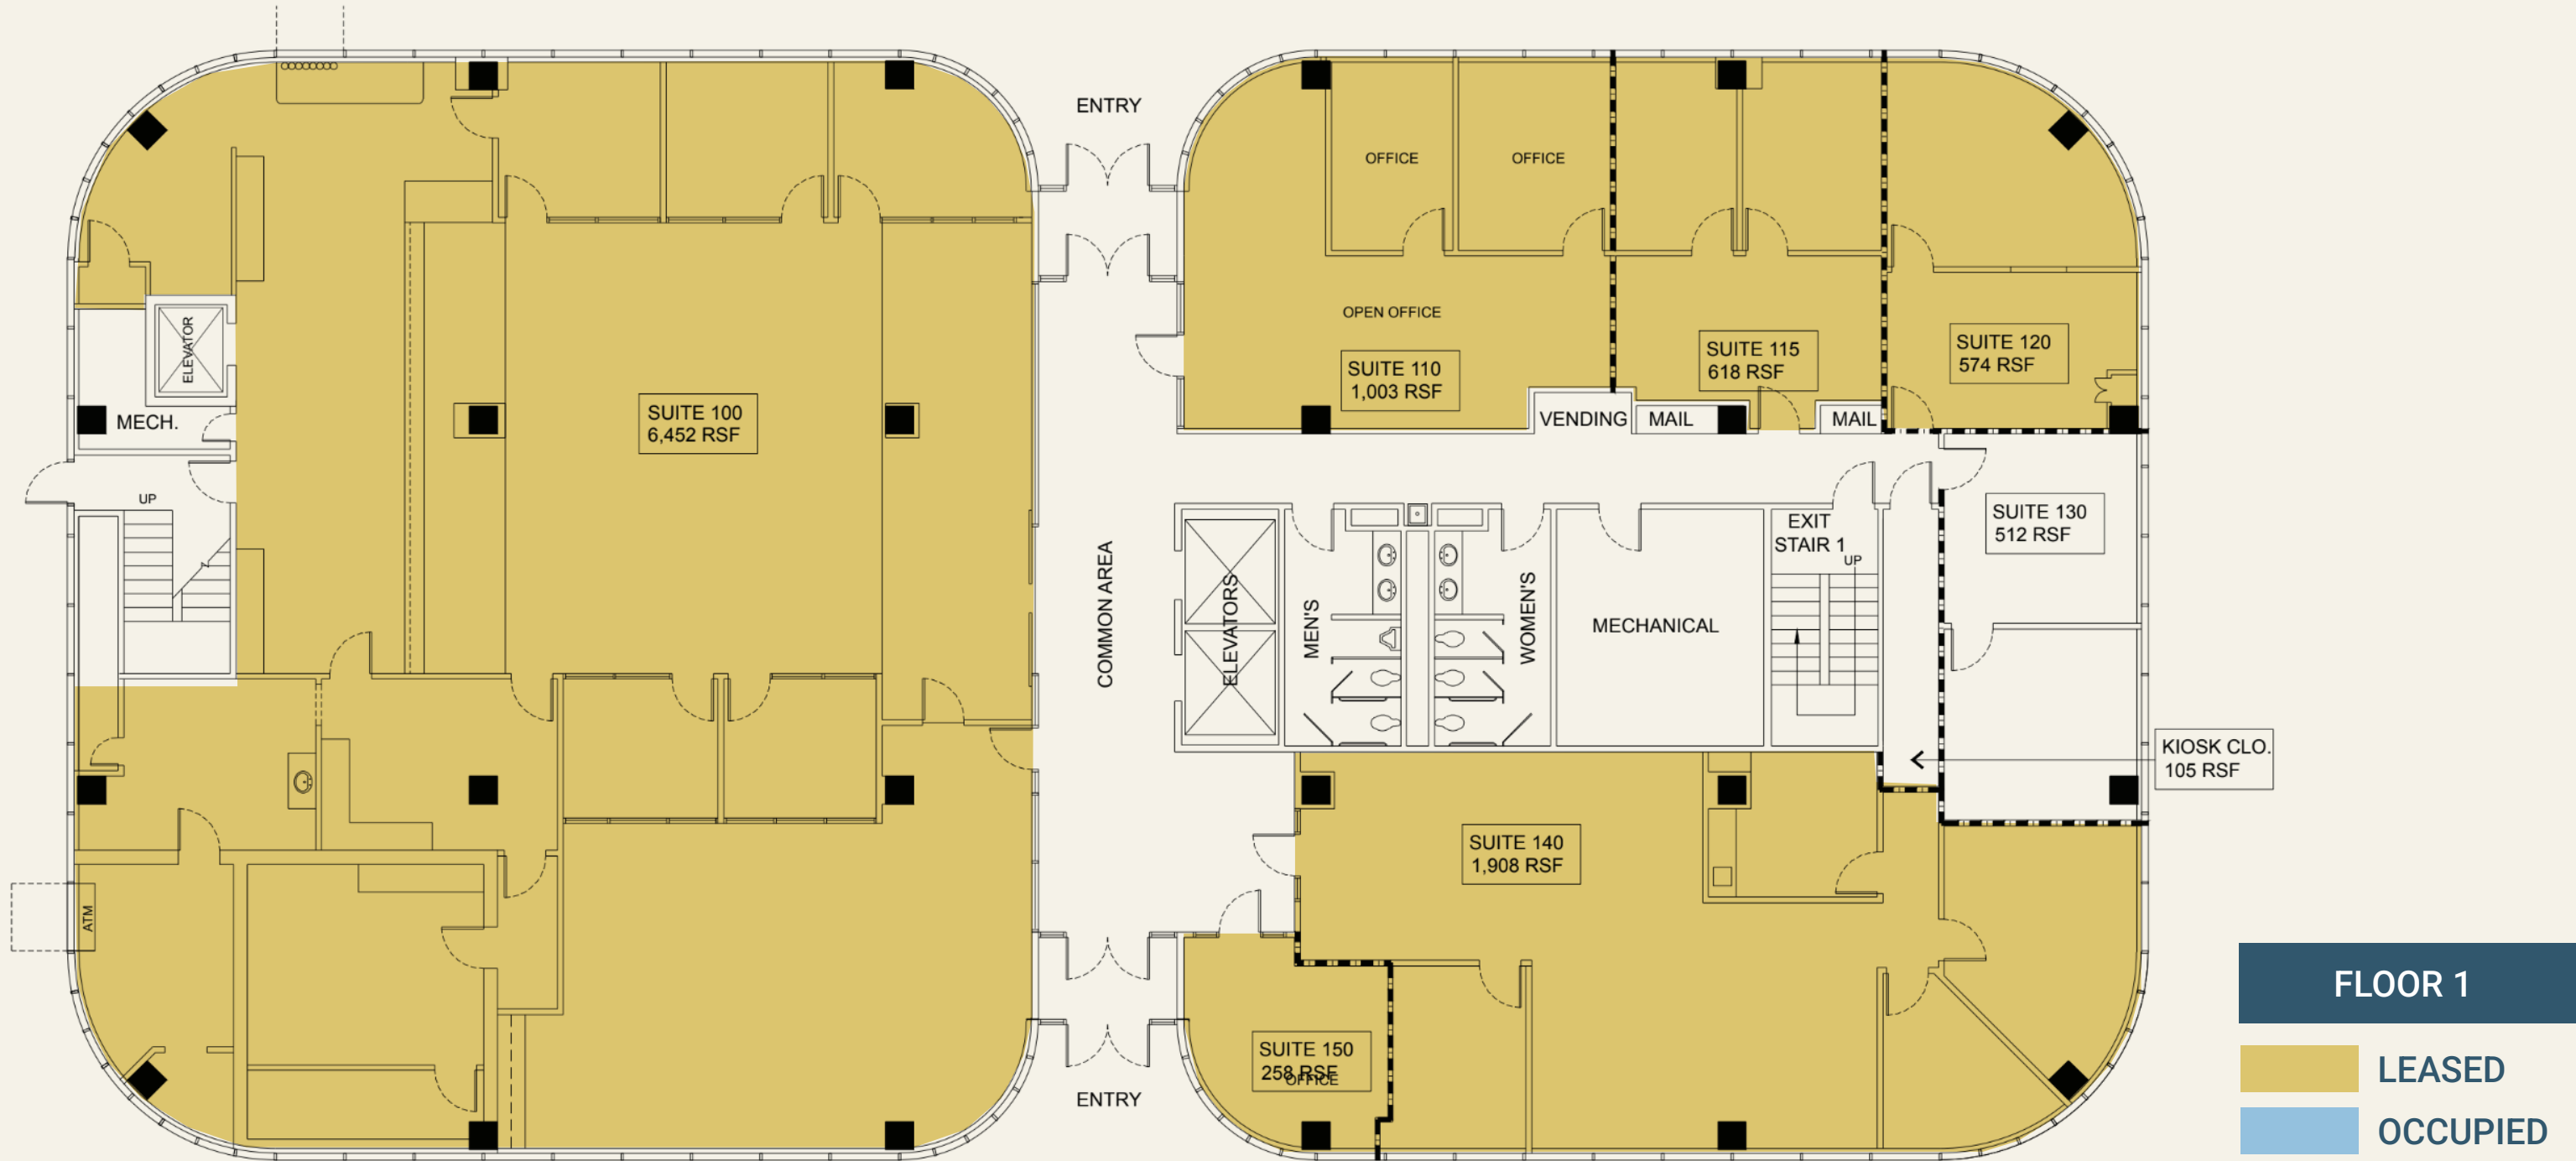 ENTRY
OFFICE
OFFICE
OPEN OFFICE
ELEVATOR
MECH.
UP
SUITE 100
6,452 RSF
SUITE 110
1,003 RSF
SUITE 115
618 RSF
SUITE 120
574 RSF
VENDING
MAIL
MAIL
SUITE 130
512 RSF
EXIT
STAIR 1
UP
COMMON AREA
ELEVATORS
MEN'S
WOMEN'S
MECHANICAL
KIOSK CLO.
105 RSF
SUITE 140
1,908 RSF
ATM
SUITE 150
258 RSF
OFFICE
ENTRY
FLOOR 1
LEASED
OCCUPIED